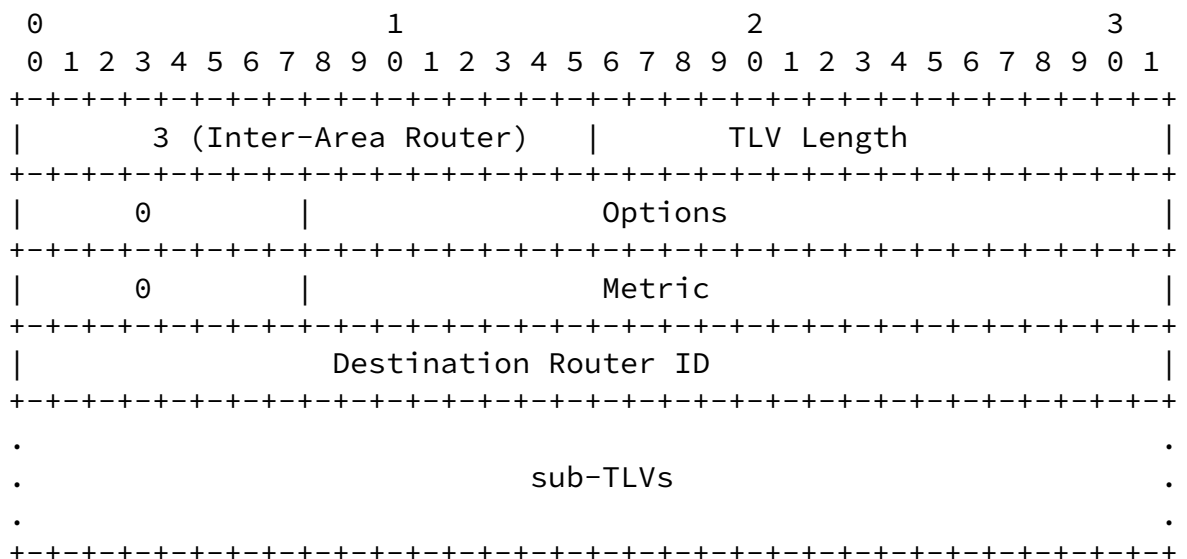 0                   1                   2                   3
 0 1 2 3 4 5 6 7 8 9 0 1 2 3 4 5 6 7 8 9 0 1 2 3 4 5 6 7 8 9 0 1
+-+-+-+-+-+-+-+-+-+-+-+-+-+-+-+-+-+-+-+-+-+-+-+-+-+-+-+-+-+-+-+-+
|       3 (Inter-Area Router)   |       TLV Length              |
+-+-+-+-+-+-+-+-+-+-+-+-+-+-+-+-+-+-+-+-+-+-+-+-+-+-+-+-+-+-+-+-+
|      0        |                Options                        |
+-+-+-+-+-+-+-+-+-+-+-+-+-+-+-+-+-+-+-+-+-+-+-+-+-+-+-+-+-+-+-+-+
|      0        |                Metric                         |
+-+-+-+-+-+-+-+-+-+-+-+-+-+-+-+-+-+-+-+-+-+-+-+-+-+-+-+-+-+-+-+-+
|                 Destination Router ID                         |
+-+-+-+-+-+-+-+-+-+-+-+-+-+-+-+-+-+-+-+-+-+-+-+-+-+-+-+-+-+-+-+-+
.                                                               .
.                            sub-TLVs                           .
.                                                               .
+-+-+-+-+-+-+-+-+-+-+-+-+-+-+-+-+-+-+-+-+-+-+-+-+-+-+-+-+-+-+-+-+